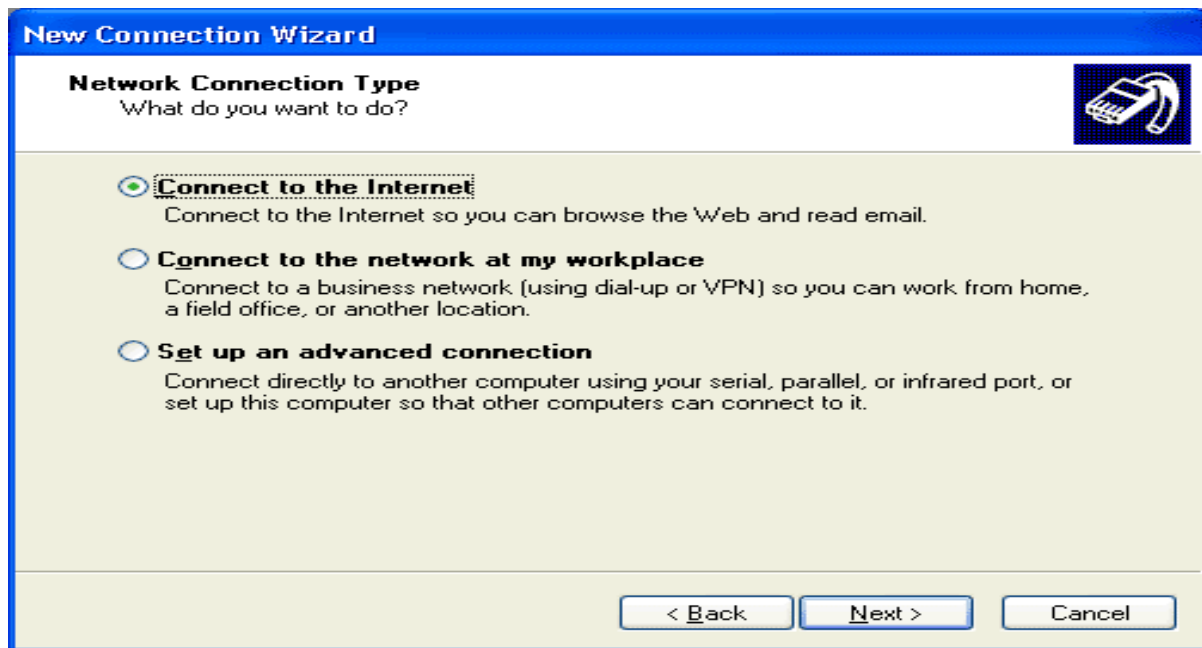 New Connection Wizard
Network Connection Type
What do you want to do?
Connect to the Internet
Connect to the Internet so you can browse the Web and read email.
Connect to the network at my workplace
Connect to a business network (using dial-up or VPN) so you can work from home,
a field office, or another location.
Set up an advanced connection
Connect directly to another computer using your serial, parallel, or infrared port, or
set up this computer so that other computers can connect to it.
< Back Next > Cancel